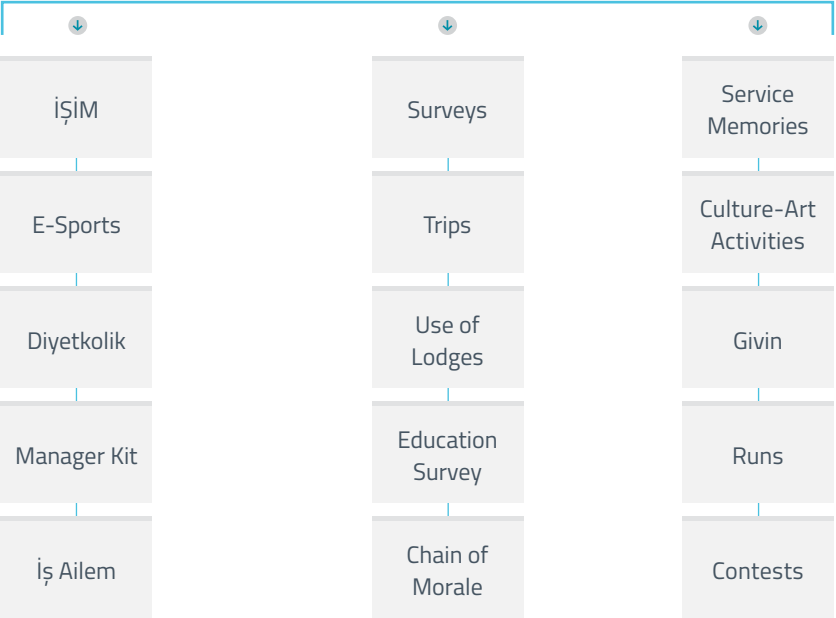 İŞİM
E-Sports
Diyetkolik
Manager Kit
İş Ailem
Surveys
Trips
Use of
Lodges
Education
Survey
Chain of
Morale
Service
Memories
Culture-Art
Activities
Givin
Runs
Contests